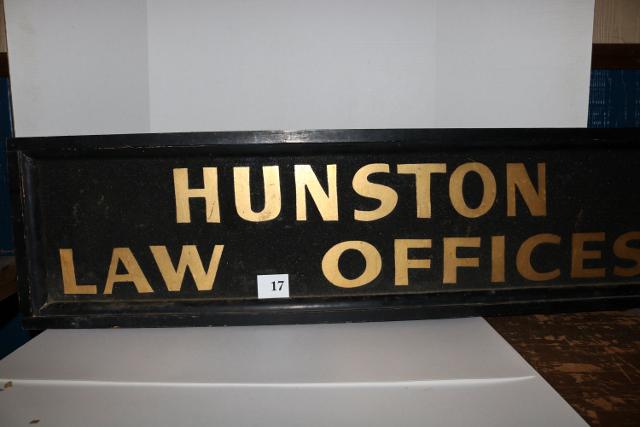 HUNSTON
LAW OFFICES
17